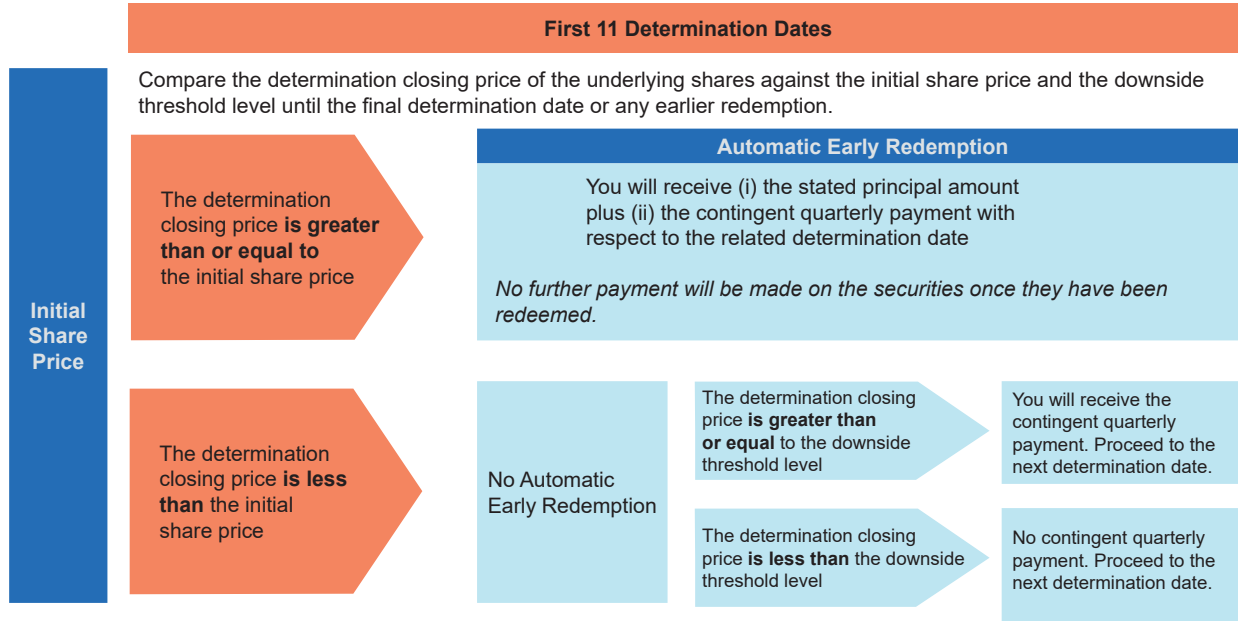 First 11 Determination Dates
Compare the determination closing price of the underlying shares against the initial share price and the downside
threshold level until the final determination date or any earlier redemption.
Initial
Share
Price
The determination
closing price is greater
than or equal to
the initial share price
Automatic Early Redemption
You will receive (i) the stated principal amount
plus (ii) the contingent quarterly payment with
respect to the related determination date
No further payment will be made on the securities once they have been
redeemed.
The determination
closing price is less
than the initial
share price
No Automatic
Early Redemption
The determination closing
price is greater than
or equal to the downside
threshold level
You will receive the
contingent quarterly
payment. Proceed to the
next determination date.
The determination closing
price is less than the downside
threshold level
No contingent quarterly
payment. Proceed to the
next determination date.